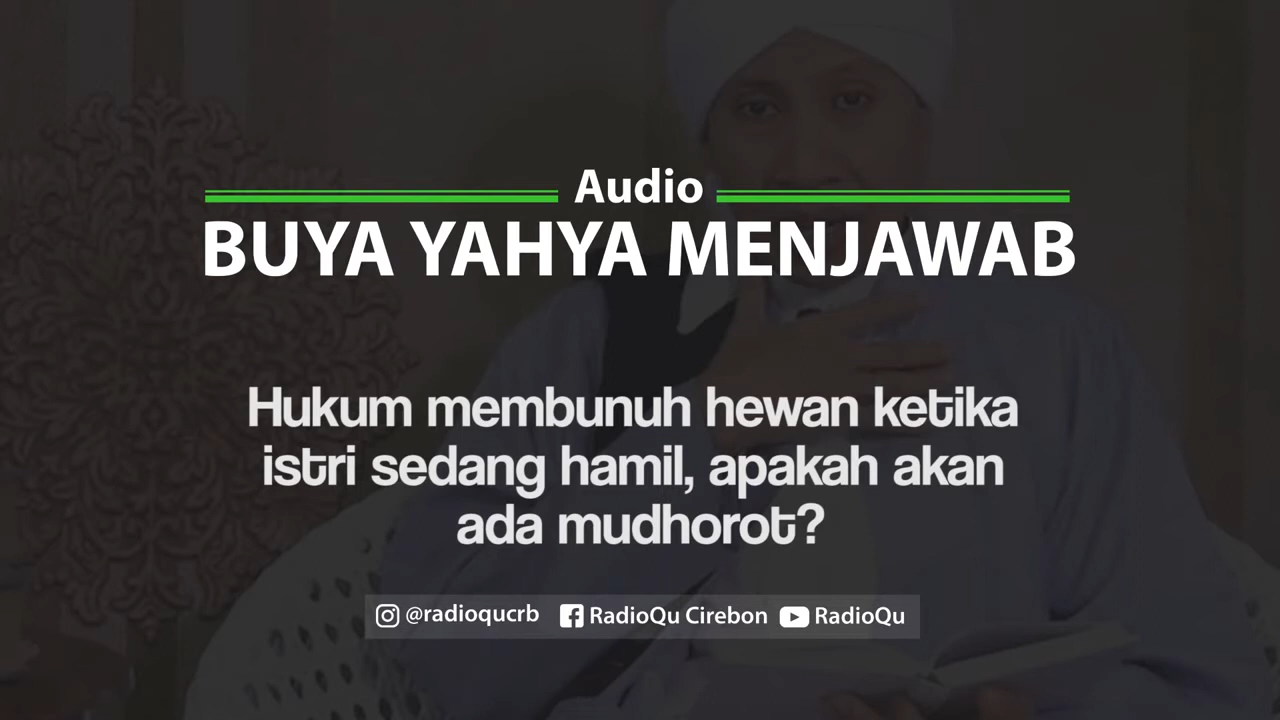 Audio
BUYA YAHYA MENJAWAB
Hukum membunuh hewan ketika
istri sedang hamil, apakah akan
ada mudhorot?
@radioqucrb RadioQu Cirebon RadioQu